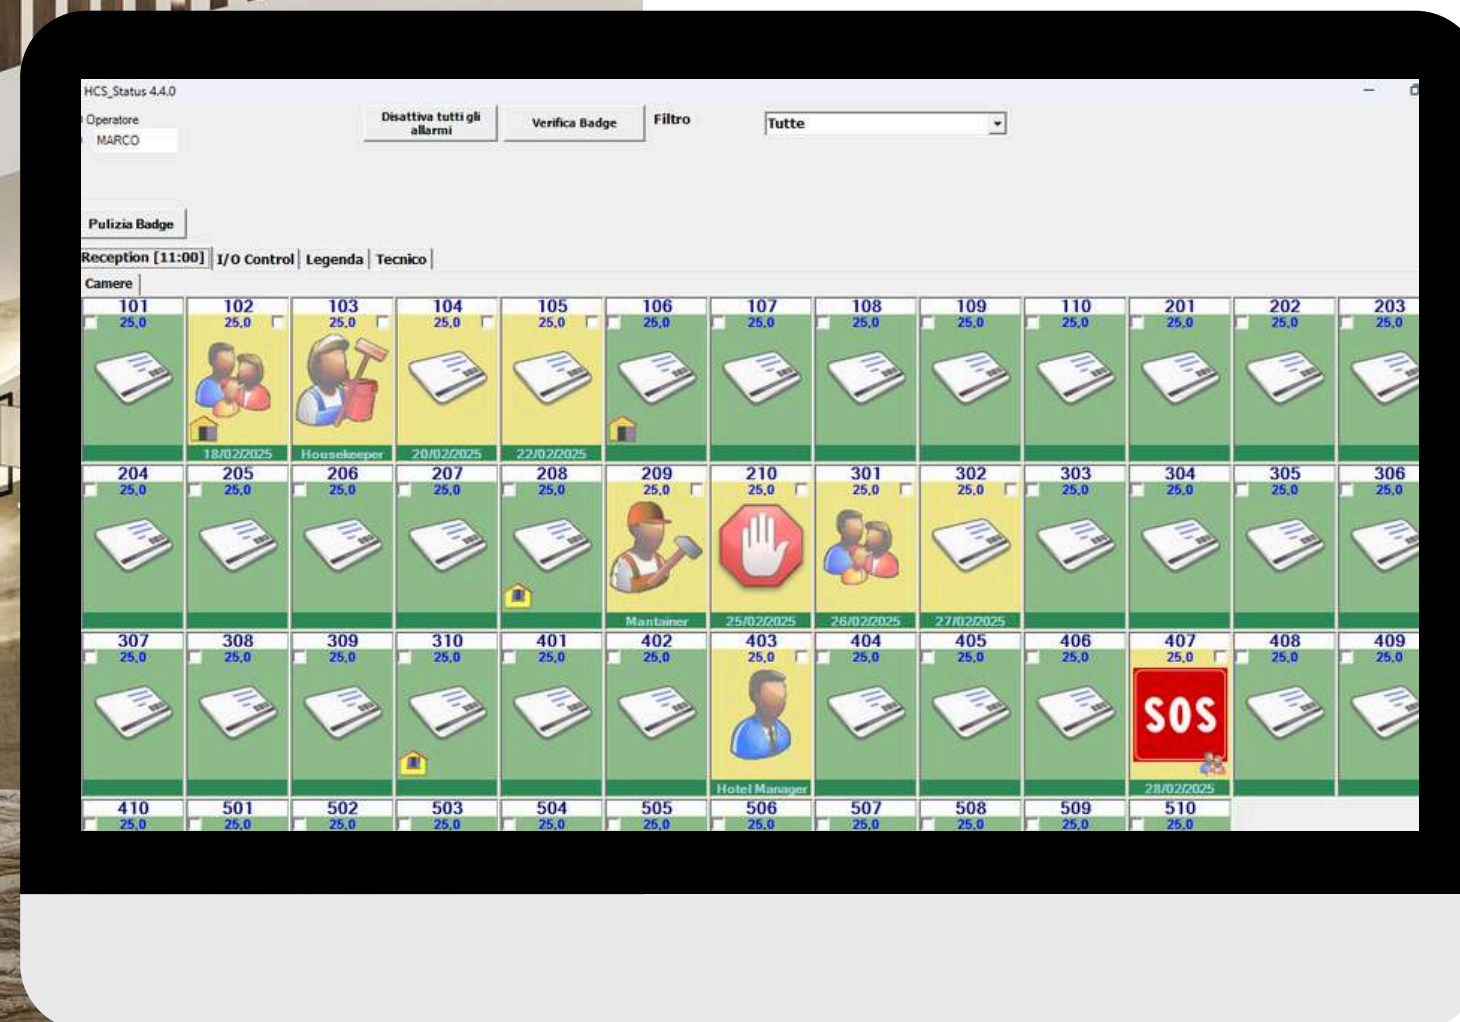 HCS_Status 4.4.0
Operatore
MARCO
Disattiva tutti gli
allarmi
Verifica Badge
Filtro
Tutte
Pulizia Badge
Reception [11:00] I/O Control Legenda Tecnico
Camere
101 102 103 104 105 106 107 108 109 110 201 202 203
25,0 25,0 25,0 25,0 25,0 25,0 25,0 25,0 25,0 25,0 25,0 25,0 25,0
18/02/2025 Housekeeper 20/02/2025 22/02/2025
204 205 206 207 208 209 210 301 302 303 304 305 306
25,0 25,0 25,0 25,0 25,0 25,0 25,0 25,0 25,0 25,0 25,0 25,0 25,0
Mantainer 25/02/2025 26/02/2025 27/02/2025
307 308 309 310 401 402 403 404 405 406 407 408 409
25,0 25,0 25,0 25,0 25,0 25,0 25,0 25,0 25,0 25,0 25,0 25,0 25,0
SOS
Hotel Manager 28/02/2025
410 501 502 503 504 505 506 507 508 509 510
25,0 25,0 25,0 25,0 25,0 25,0 25,0 25,0 25,0 25,0 25,0